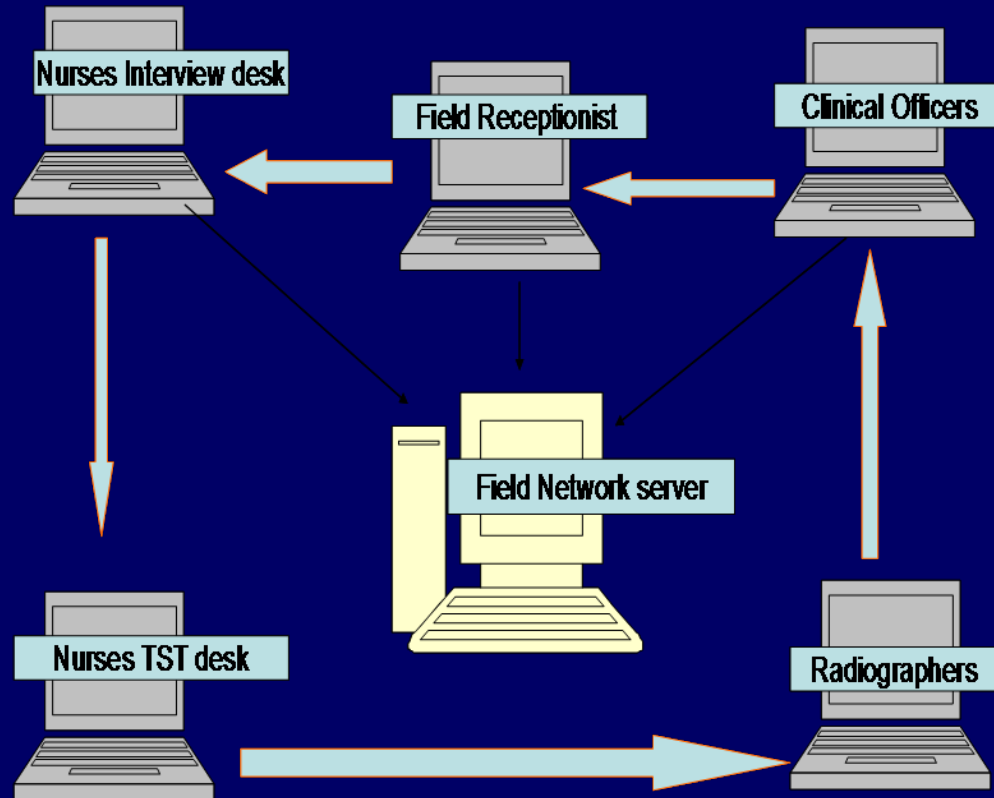 Nurses Interview desk
Field Receptionist
Clinical Officers
Field Network server
Nurses TST desk
Radiographers